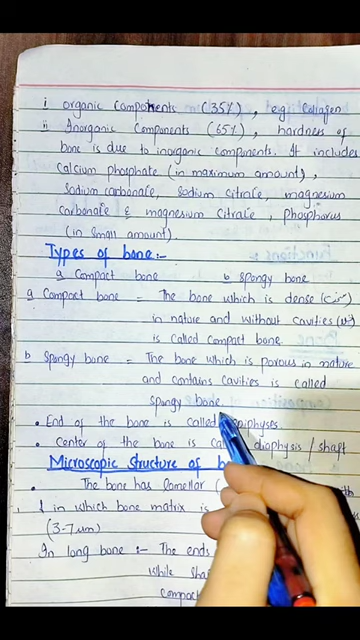 i organic components (35%), e.g Collagen
ii Inorganic Components (65%), hardness of
bone is due to inorganic components. It includes
calcium phosphate (in maximum amount),
Sodium carbonate, Sodium Citrate, magnesium
carbonate & magnesium citrate, phosphorus
(in small amount).
Types of bone:-
a Compact bone b Spongy bone
a Compact bone = The bone which is dense
in nature and without cavities
is called compact bone.
b Spongy bone = The bone which is porous in nature
and contains cavities is called
spongy bone.
• End of the bone is called epiphyses.
• Center of the bone is diaphysis / shaft
Microscopic Structure of
• The bone has lamellar
& in which bone matrix is
(3-7um)
In long bone :- The ends
while